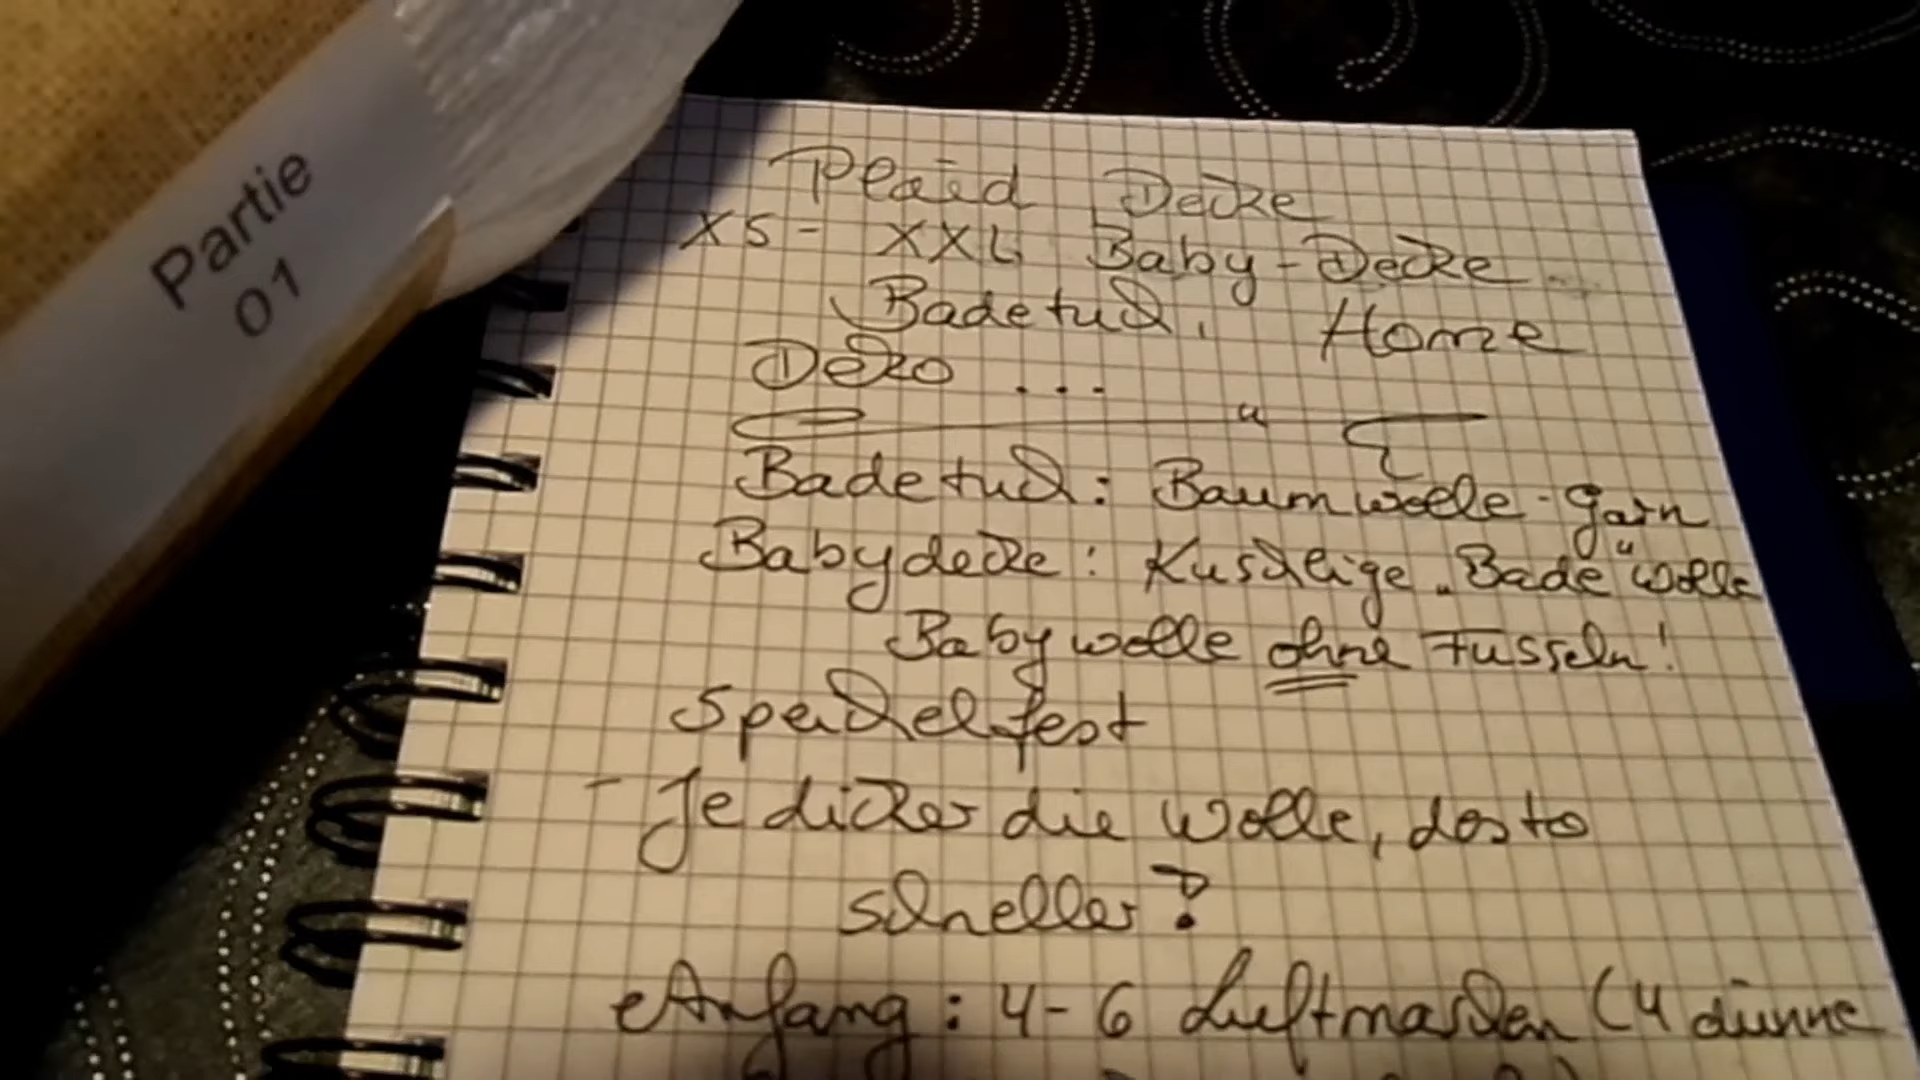 Partie
01
Plaid Decke
XS - XXL Baby-Decke
Badetuch, Home
Deko ...
Badetuch: Baumwolle-Garn
Babydecke: Kuschelige „Bade" wolle
Babywolle ohne Fusseln!
Speichelfest
- Je dicker die Wolle, desto
schneller?
Anfang: 4-6 Luftmaschen (4 dünne